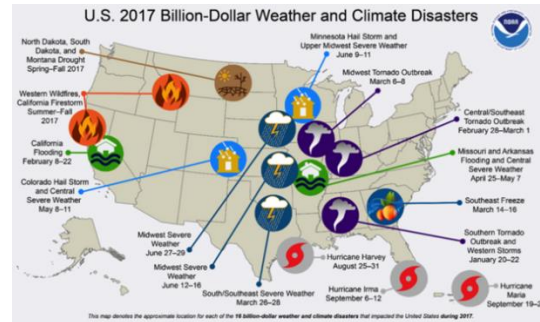 U.S. 2017 Billion-Dollar Weather and Climate Disasters
NOAA
North Dakota, South
Dakota, and
Montana Drought
Spring–Fall 2017
Minnesota Hail Storm and
Upper Midwest Severe Weather
June 9–11
Midwest Tornado Outbreak
March 6–8
Western Wildfires,
California Firestorm
Summer–Fall
2017
Central/Southeast
Tornado Outbreak
February 28–March 1
California
Flooding
February 8–22
Missouri and Arkansas
Flooding and Central
Severe Weather
April 25–May 7
Colorado Hail Storm
and Central
Severe Weather
May 8–11
Southeast Freeze
March 14–16
Midwest Severe
Weather
June 27–29
Southern Tornado
Outbreak and
Western Storms
January 20–22
Midwest Severe
Weather
June 12–16
Hurricane Harvey
August 25–31
South/Southeast Severe Weather
March 26–28
Hurricane Irma
September 6–12
Hurricane
Maria
September 19–2
This map denotes the approximate location for each of the 16 billion-dollar weather and climate disasters that impacted the United States during 2017.